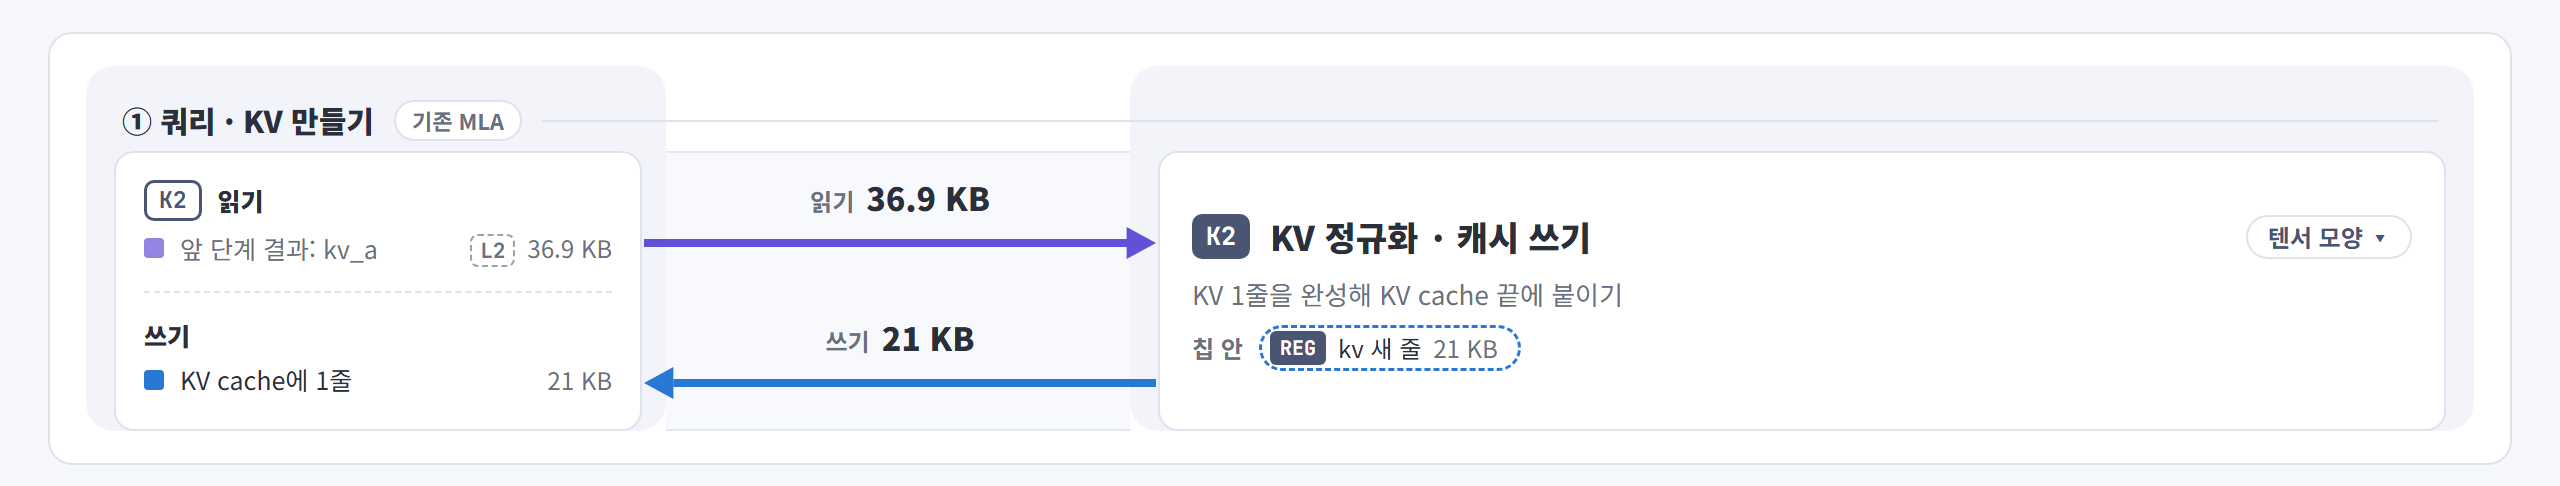 ① 쿼리 · KV 만들기 기존 MLA
K2 읽기
앞 단계 결과: kv_a L2 36.9 KB
쓰기
KV cache에 1줄 21 KB
읽기 36.9 KB
쓰기 21 KB
K2 KV 정규화 · 캐시 쓰기 텐서 모양 ▾
KV 1줄을 완성해 KV cache 끝에 붙이기
칩 안 REG kv 새 줄 21 KB